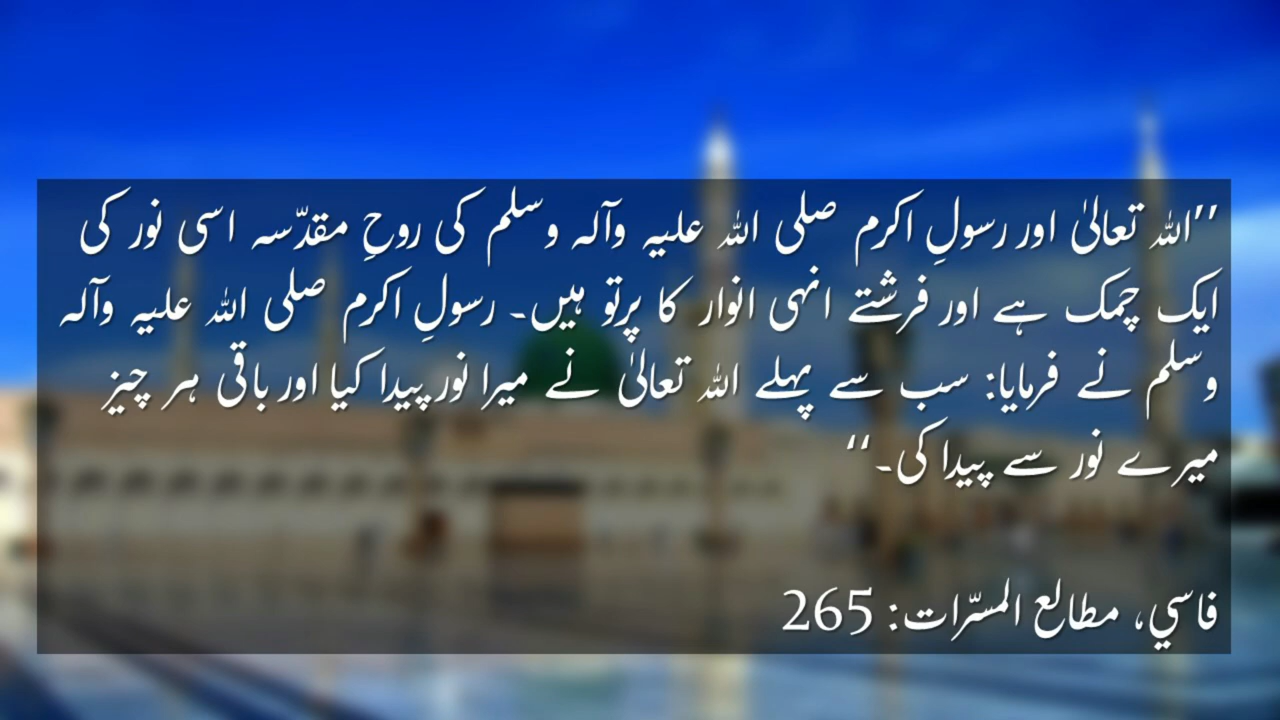 ’’اللہ تعالیٰ اور رسولِ اکرم صلی اللہ علیہ وآلہ وسلم کی روحِ مقدّسہ اسی نور کی
ایک چمک ہے اور فرشتے انہی انوار کا پرتو ہیں۔ رسولِ اکرم صلی اللہ علیہ وآلہ
وسلم نے فرمایا: سب سے پہلے اللہ تعالیٰ نے میرا نور پیدا کیا اور باقی ہر چیز
میرے نور سے پیدا کی۔‘‘
فاسي، مطالع المسرّات: 265